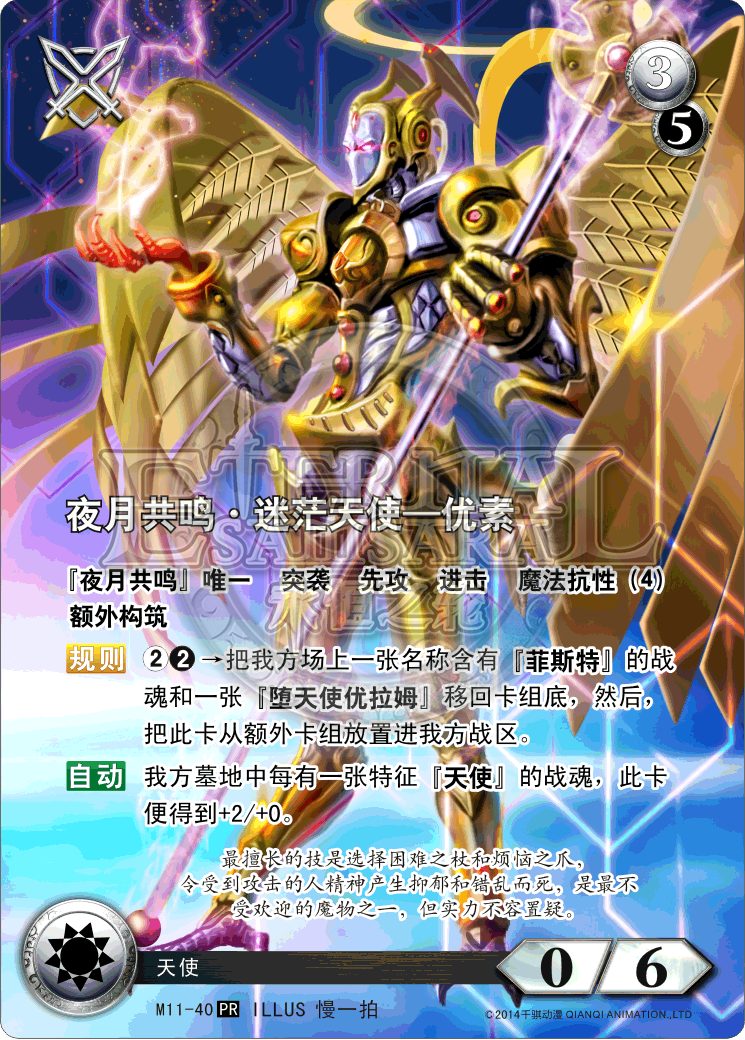 3
5
ETERNAL
ESAHSARAL
永恒之轮
夜月共鸣·迷茫天使—优素
『夜月共鸣』唯一 突袭 先攻 进击 魔法抗性（4）
额外构筑
规则 ②❷→把我方场上一张名称含有『菲斯特』的战
魂和一张『堕天使优拉姆』移回卡组底，然后，
把此卡从额外卡组放置进我方战区。
自动 我方墓地中每有一张特征『天使』的战魂，此卡
便得到+2/+0。
最擅长的技是选择困难之杖和烦恼之爪，
令受到攻击的人精神产生抑郁和错乱而死，是最不
受欢迎的魔物之一，但实力不容置疑。
天使
0/6
M11-40 PR ILLUS 慢一拍
©2014千骐动漫 QIANQI ANIMATION.,LTD